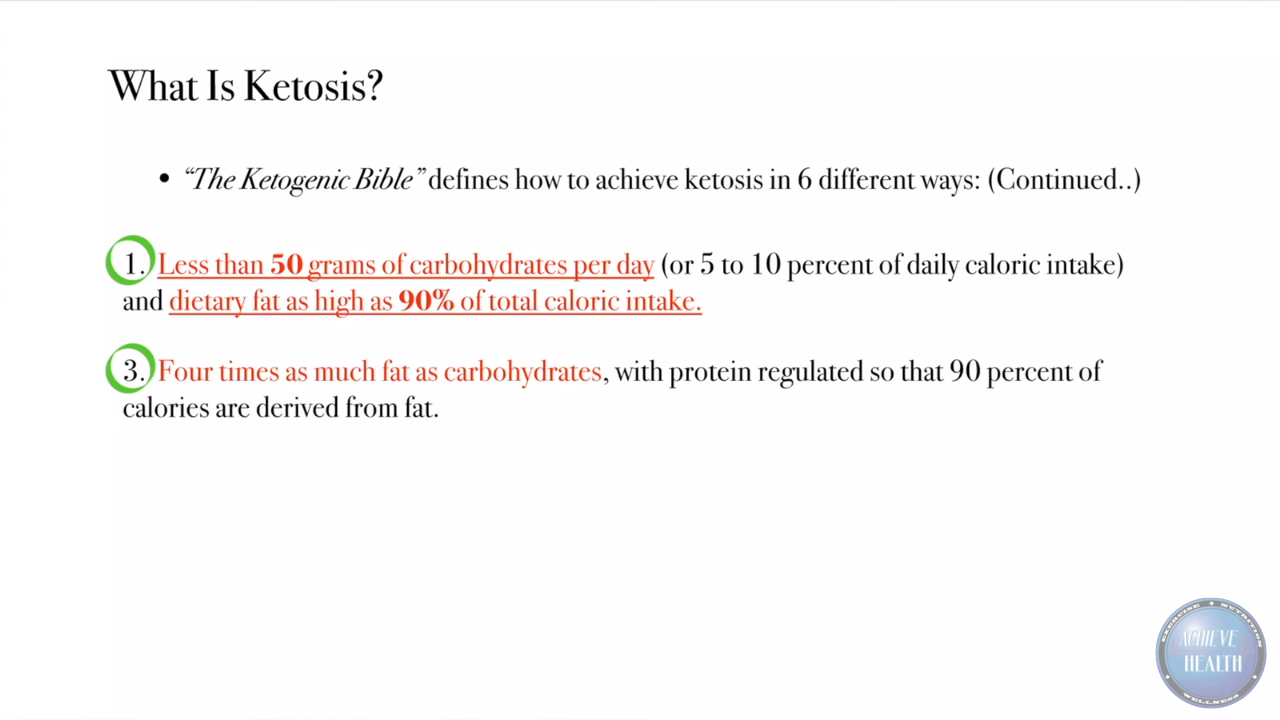 What Is Ketosis?
• “The Ketogenic Bible” defines how to achieve ketosis in 6 different ways: (Continued..)
1. Less than 50 grams of carbohydrates per day (or 5 to 10 percent of daily caloric intake)
and dietary fat as high as 90% of total caloric intake.
3. Four times as much fat as carbohydrates, with protein regulated so that 90 percent of
calories are derived from fat.
EXERCISE • NUTRITION
ACHIEVE
HEALTH
WELLNESS